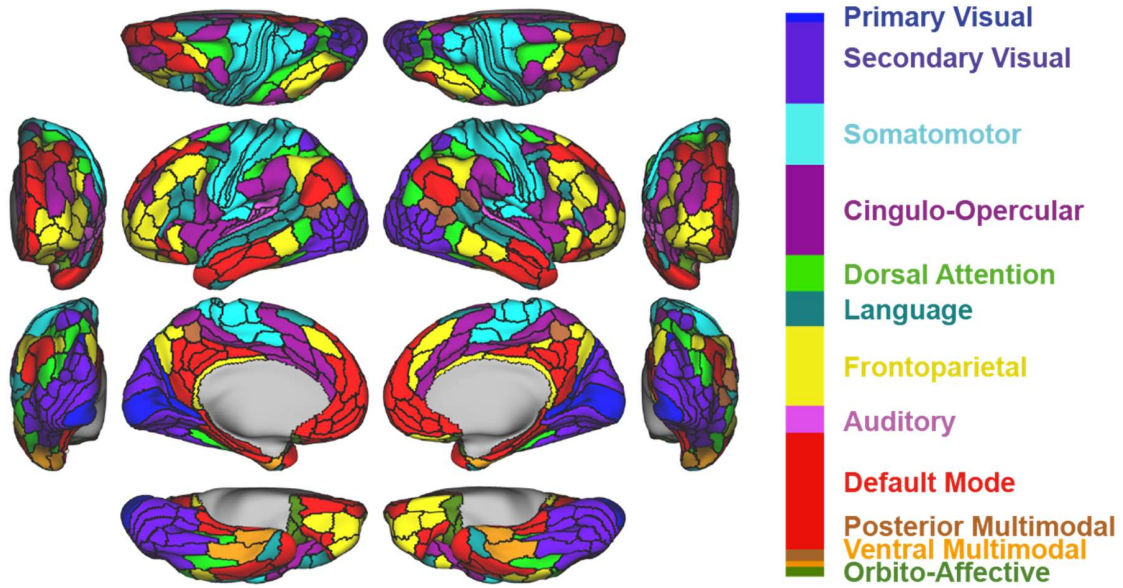 Primary Visual
Secondary Visual
Somatomotor
Cingulo-Opercular
Dorsal Attention
Language
Frontoparietal
Auditory
Default Mode
Posterior Multimodal
Ventral Multimodal
Orbito-Affective